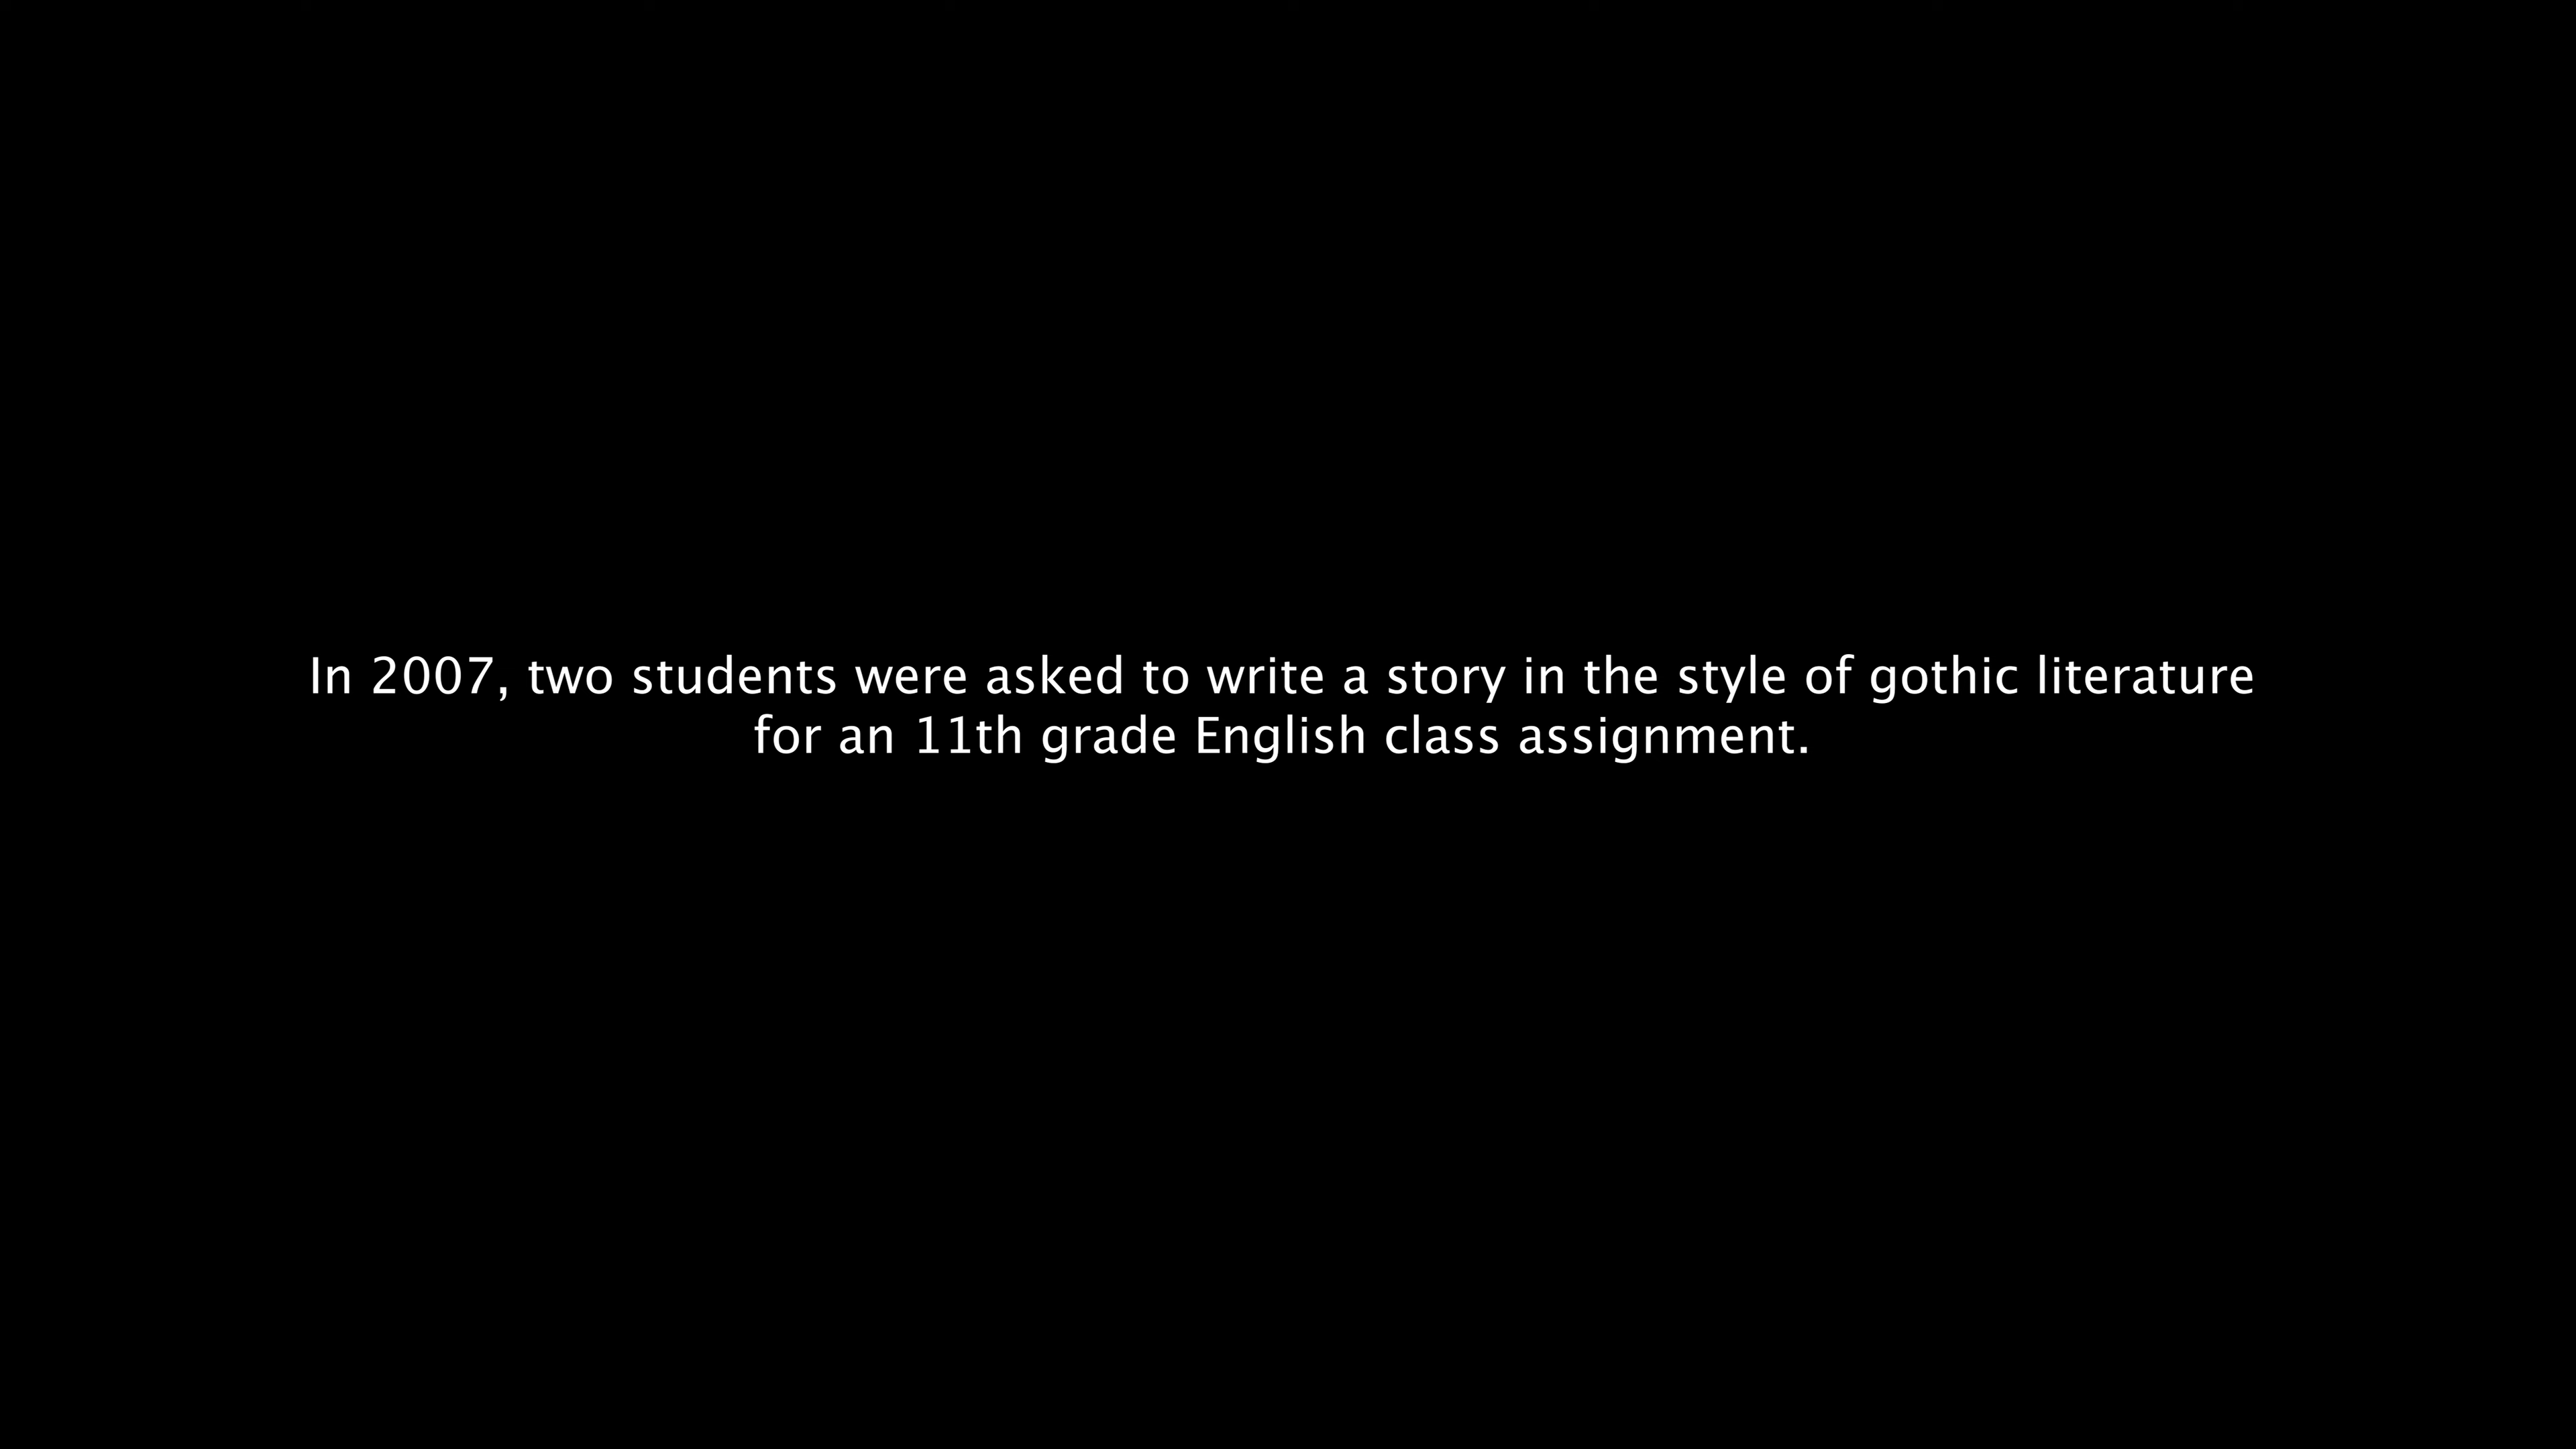 In 2007, two students were asked to write a story in the style of gothic literature
for an 11th grade English class assignment.